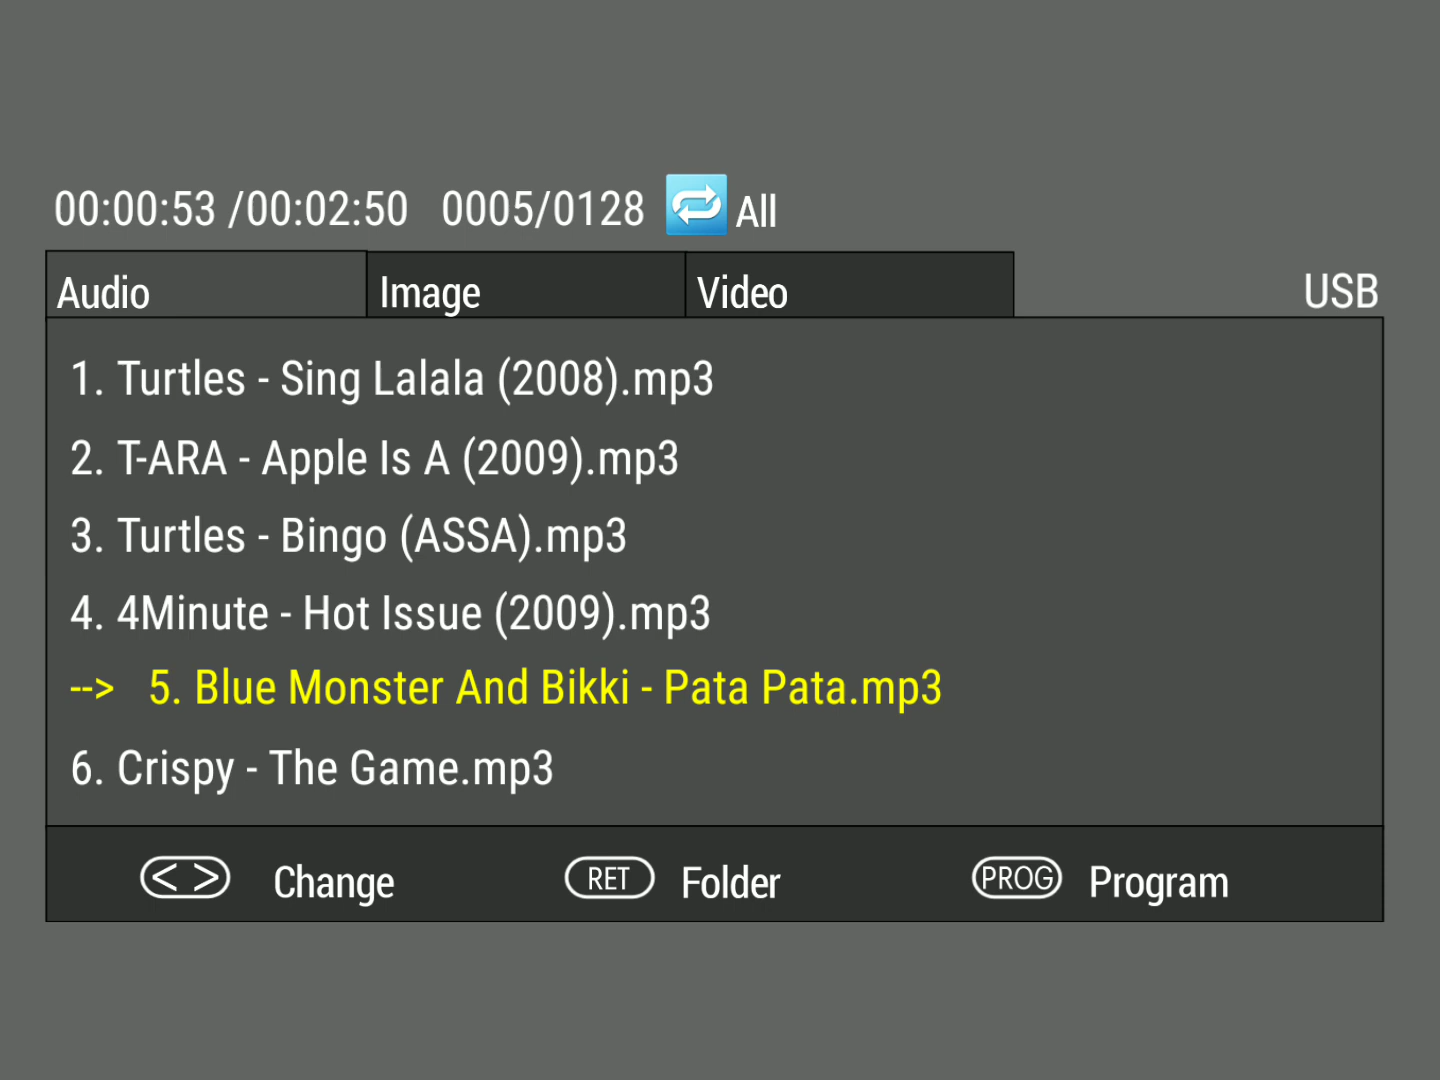 00:00:53 /00:02:50 0005/0128 All
Audio Image Video USB
1. Turtles - Sing Lalala (2008).mp3
2. T-ARA - Apple Is A (2009).mp3
3. Turtles - Bingo (ASSA).mp3
4. 4Minute - Hot Issue (2009).mp3
--> 5. Blue Monster And Bikki - Pata Pata.mp3
6. Crispy - The Game.mp3
< > Change RET Folder PROG Program